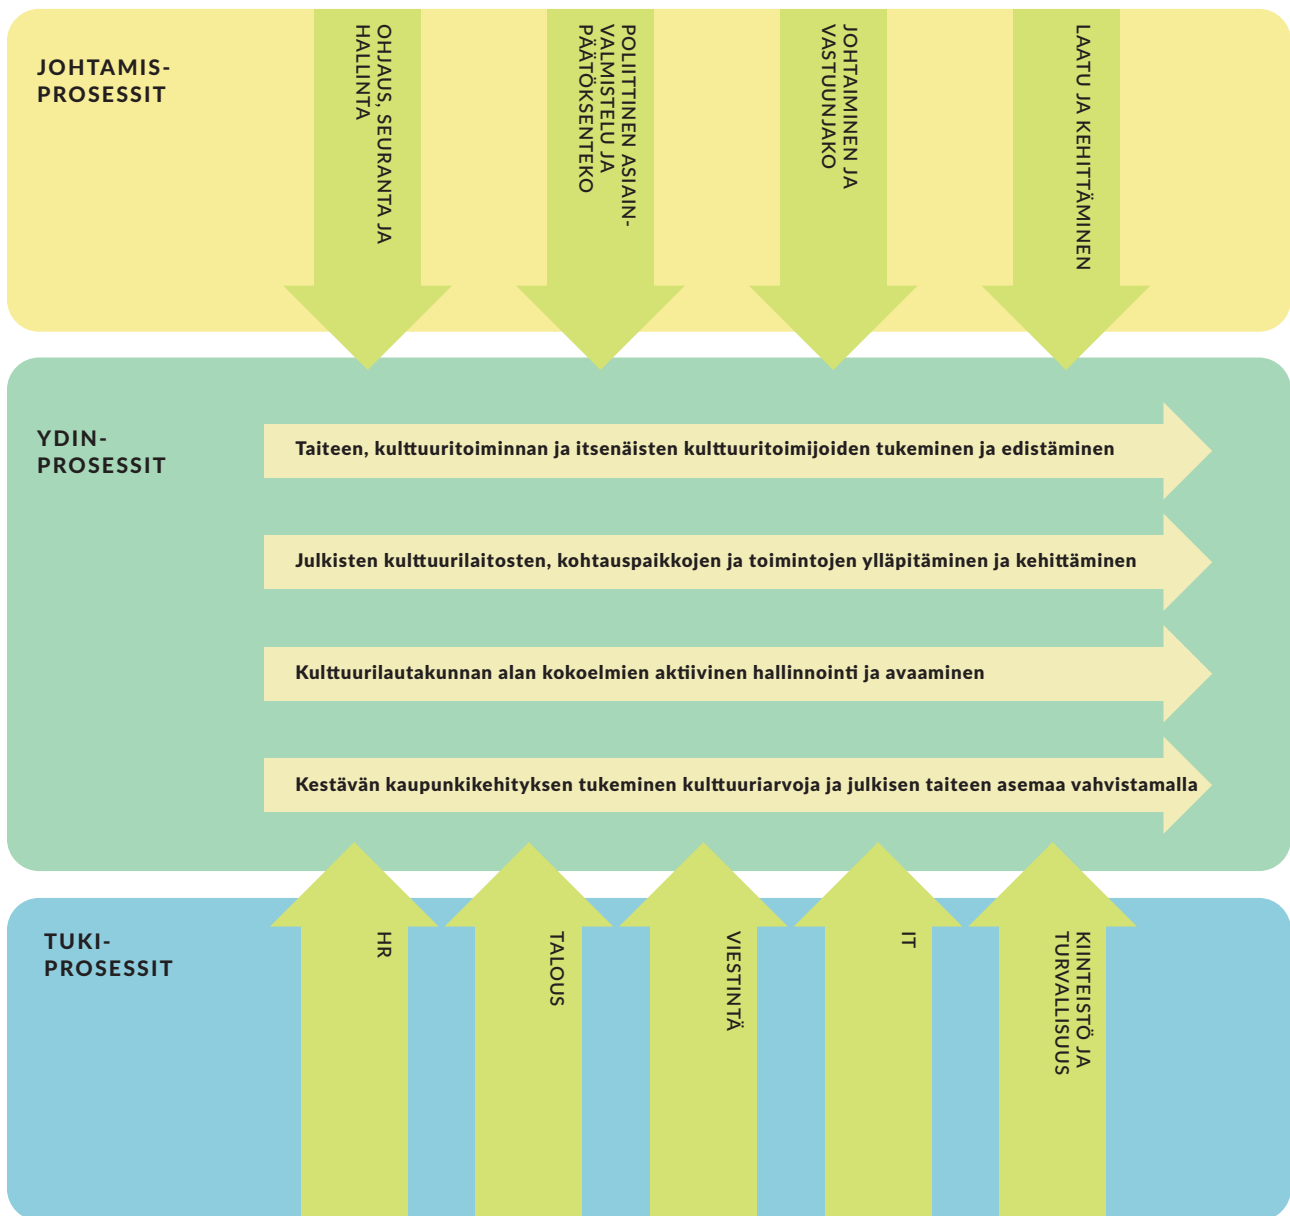 JOHTAMIS-
PROSESSIT
OHJAUS, SEURANTA JA
HALLINTA
POLIITTINEN ASIAIN-
VALMISTELU JA
PÄÄTÖKSENTEKO
JOHTAIMINEN JA
VASTUUNJAKO
LAATU JA KEHITTÄMINEN
YDIN-
PROSESSIT
Taiteen, kulttuuritoiminnan ja itsenäisten kulttuuritoimijoiden tukeminen ja edistäminen
Julkisten kulttuurilaitosten, kohtauspaikkojen ja toimintojen ylläpitäminen ja kehittäminen
Kulttuurilautakunnan alan kokoelmien aktiivinen hallinnointi ja avaaminen
Kestävän kaupunkikehityksen tukeminen kulttuuriarvoja ja julkisen taiteen asemaa vahvistamalla
TUKI-
PROSESSIT
HR
TALOUS
VIESTINTÄ
IT
KIINTEISTÖ JA
TURVALLISUUS